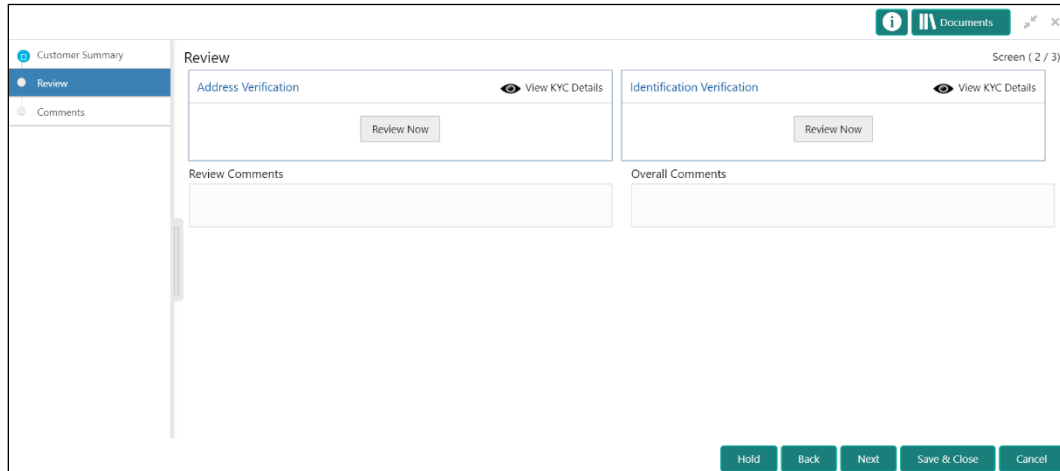 Documents
Customer Summary
Review
Comments
Review
Screen ( 2 / 3)
Address Verification
View KYC Details
Review Now
Identification Verification
View KYC Details
Review Now
Review Comments
Overall Comments
Hold
Back
Next
Save & Close
Cancel